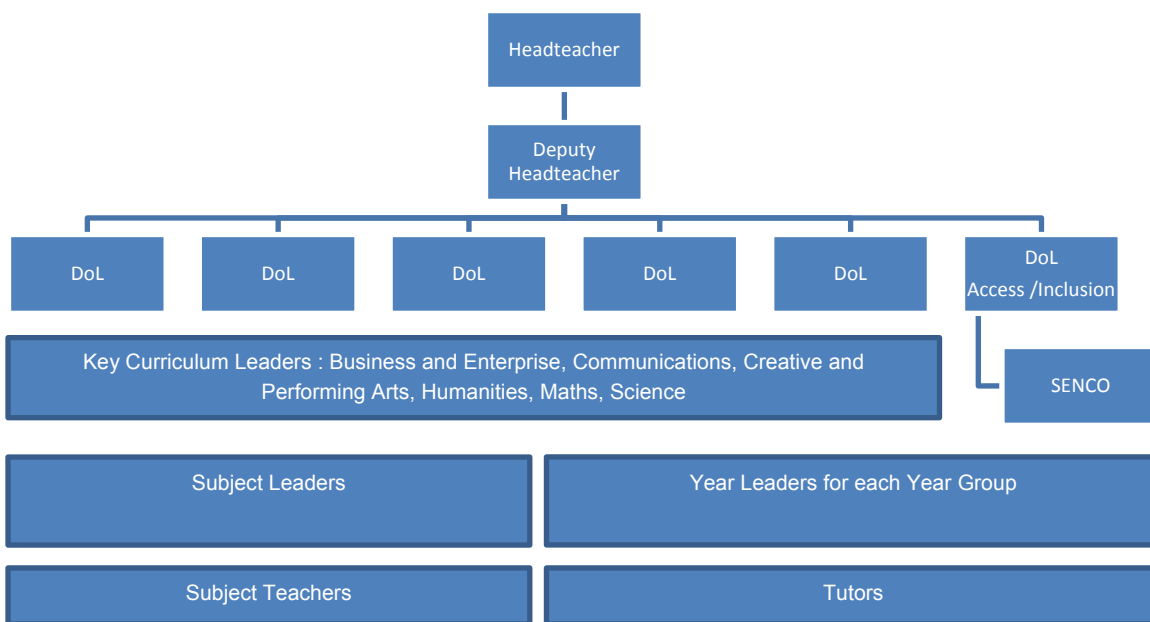 Headteacher
Deputy
Headteacher
DoL
DoL
DoL
DoL
DoL
DoL
Access /Inclusion
Key Curriculum Leaders : Business and Enterprise, Communications, Creative and
Performing Arts, Humanities, Maths, Science
SENCO
Subject Leaders
Year Leaders for each Year Group
Subject Teachers
Tutors